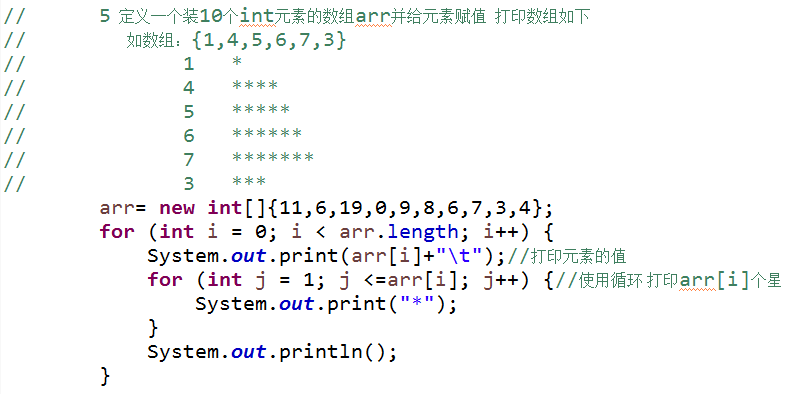 //      5 定义一个装10个int元素的数组arr并给元素赋值 打印数组如下
//        如数组: {1,4,5,6,7,3}
//             1   *
//             4   ****
//             5   *****
//             6   ******
//             7   *******
//             3   ***
        arr= new int[]{11,6,19,0,9,8,6,7,3,4};
        for (int i = 0; i < arr.length; i++) {
            System.out.print(arr[i]+"\t");//打印元素的值
            for (int j = 1; j <=arr[i]; j++) {//使用循环 打印arr[i]个星
                System.out.print("*");
            }
            System.out.println();
        }